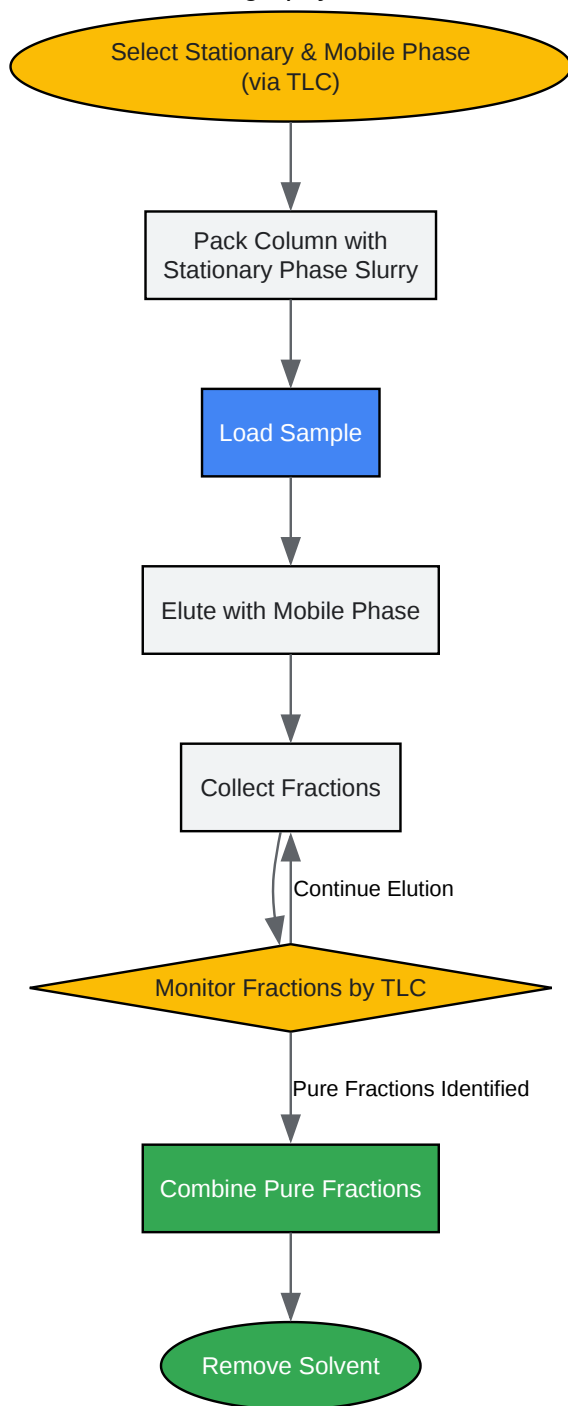 Select Stationary & Mobile Phase
(via TLC)
Pack Column with
Stationary Phase Slurry
Load Sample
Elute with Mobile Phase
Collect Fractions
Continue Elution
Monitor Fractions by TLC
Pure Fractions Identified
Combine Pure Fractions
Remove Solvent